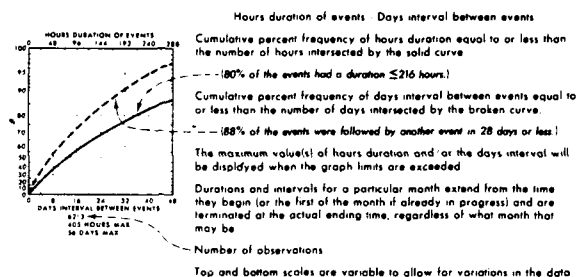 Hours duration of events - Days interval between events
HOURS DURATION OF EVENTS
0 48 96 144 192 240 288
Cumulative percent frequency of hours duration equal to or less than
the number of hours intersected by the solid curve
(80% of the events had a duration ≤216 hours.)
Cumulative percent frequency of days interval between events equal to
or less than the number of days intersected by the broken curve.
(88% of the events were followed by another event in 28 days or less.)
The maximum value(s) of hours duration and/or the days interval will
be displayed when the graph limits are exceeded
Durations and intervals for a particular month extend from the time
they begin (or the first of the month if already in progress) and are
terminated at the actual ending time, regardless of what month that
may be
100
95
90
80
70
60
50
40
30
20
10
0
0 8 16 24 32 40 48
DAYS INTERVAL BETWEEN EVENTS
405 HOURS MAX
56 DAYS MAX
Number of observations
Top and bottom scales are variable to allow for variations in the data